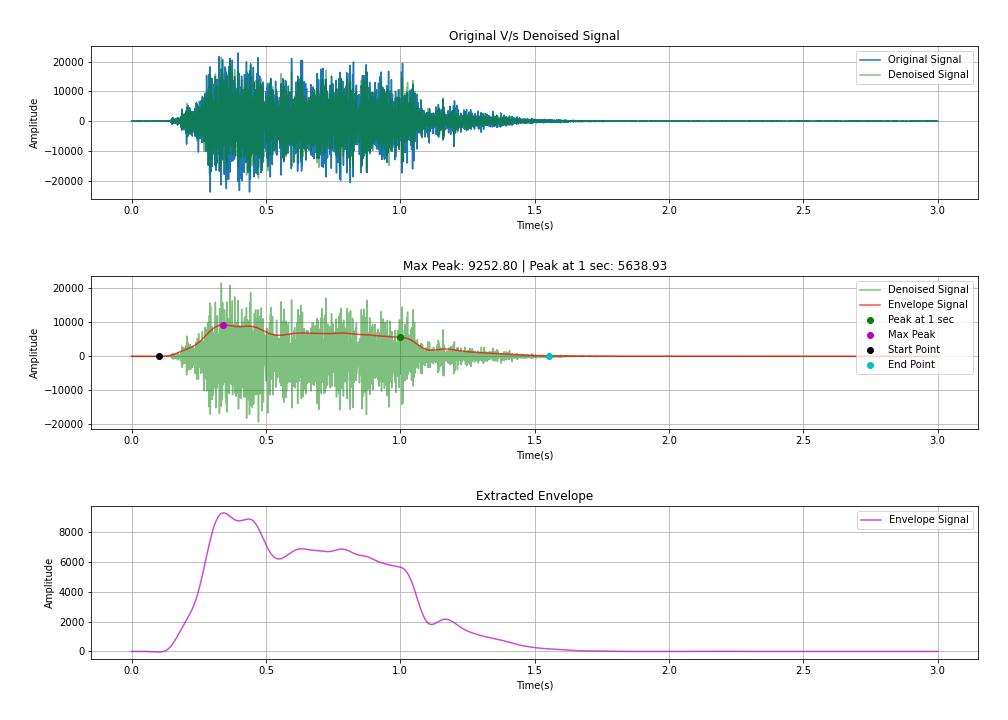 Original V/s Denoised Signal
20000
10000
0
−10000
−20000
Amplitude
Original Signal
Denoised Signal
0.0 0.5 1.0 1.5 2.0 2.5 3.0
Time(s)
Max Peak: 9252.80 | Peak at 1 sec: 5638.93
20000
10000
0
−10000
−20000
Amplitude
Denoised Signal
Envelope Signal
Peak at 1 sec
Max Peak
Start Point
End Point
0.0 0.5 1.0 1.5 2.0 2.5 3.0
Time(s)
Extracted Envelope
8000
6000
4000
2000
0
Amplitude
Envelope Signal
0.0 0.5 1.0 1.5 2.0 2.5 3.0
Time(s)